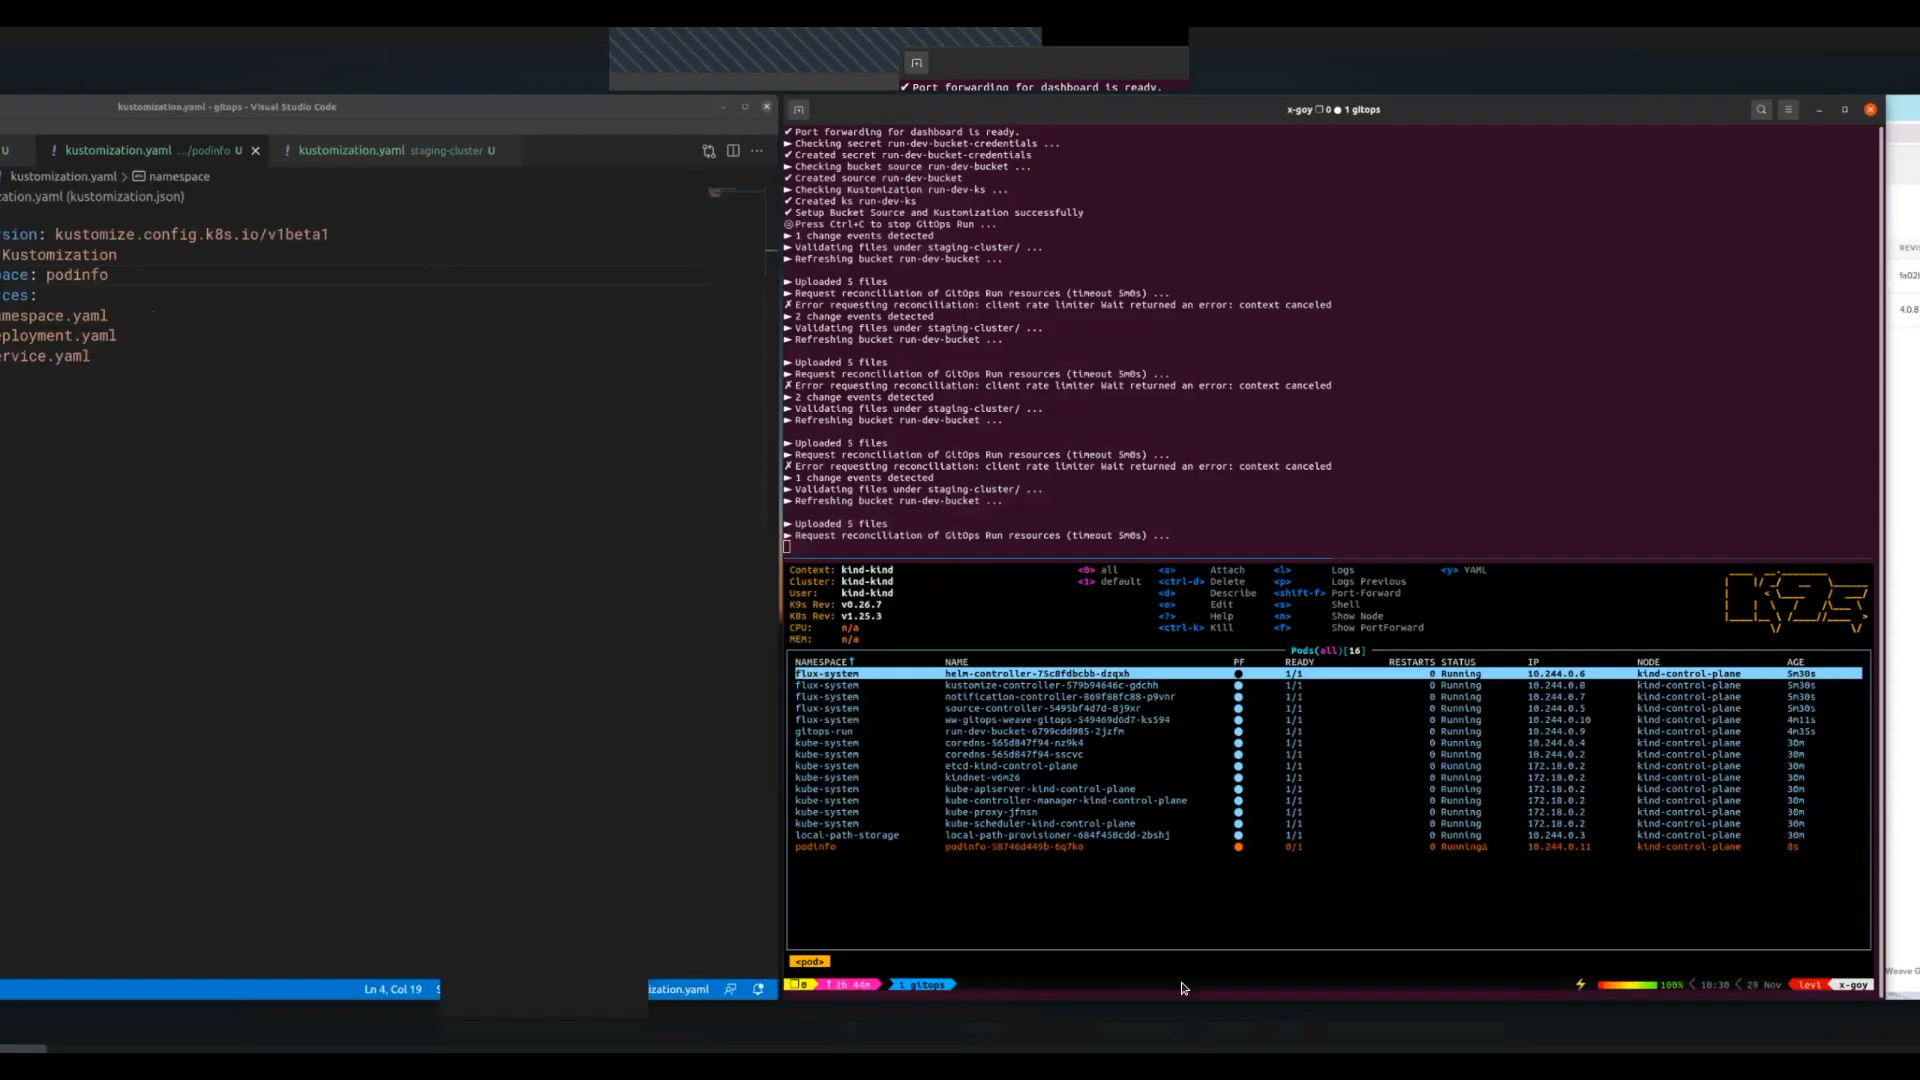 ✔ Port forwarding for dashboard is ready.
kustomization.yaml - gitops - Visual Studio Code
U ! kustomization.yaml .../podinfo U ! kustomization.yaml staging-cluster U
! kustomization.yaml > namespace
zation.yaml (kustomization.json)
rsion: kustomize.config.k8s.io/v1beta1
Kustomization
pace: podinfo
rces:
amespace.yaml
eployment.yaml
ervice.yaml
Ln 4, Col 19
ization.yaml
x-goy ❐ 0 ● 1 gitops
✔ Port forwarding for dashboard is ready.
► Checking secret run-dev-bucket-credentials ...
✔ Created secret run-dev-bucket-credentials
► Checking bucket source run-dev-bucket ...
✔ Created source run-dev-bucket
► Checking Kustomization run-dev-ks ...
✔ Created ks run-dev-ks
✔ Setup Bucket Source and Kustomization successfully
◎ Press Ctrl+C to stop GitOps Run ...
► 1 change events detected
► Validating files under staging-cluster/ ...
► Refreshing bucket run-dev-bucket ...
► Uploaded 5 files
► Request reconciliation of GitOps Run resources (timeout 5m0s) ...
✗ Error requesting reconciliation: client rate limiter Wait returned an error: context canceled
► 2 change events detected
► Validating files under staging-cluster/ ...
► Refreshing bucket run-dev-bucket ...
► Uploaded 5 files
► Request reconciliation of GitOps Run resources (timeout 5m0s) ...
✗ Error requesting reconciliation: client rate limiter Wait returned an error: context canceled
► 2 change events detected
► Validating files under staging-cluster/ ...
► Refreshing bucket run-dev-bucket ...
► Uploaded 5 files
► Request reconciliation of GitOps Run resources (timeout 5m0s) ...
✗ Error requesting reconciliation: client rate limiter Wait returned an error: context canceled
► 1 change events detected
► Validating files under staging-cluster/ ...
► Refreshing bucket run-dev-bucket ...
► Uploaded 5 files
► Request reconciliation of GitOps Run resources (timeout 5m0s) ...
Context: kind-kind <0> all <a> Attach <l> Logs <y> YAML
Cluster: kind-kind <1> default <ctrl-d> Delete <p> Logs Previous
User: kind-kind <d> Describe <shift-f> Port-Forward
K9s Rev: v0.26.7 <e> Edit <s> Shell
K8s Rev: v1.25.3 <?> Help <n> Show Node
CPU: n/a <ctrl-k> Kill <f> Show PortForward
MEM: n/a
Pods(all)[16]
NAMESPACE↑ NAME PF READY RESTARTS STATUS IP NODE AGE
flux-system helm-controller-75c8fdbcbb-dzqxh ● 1/1 0 Running 10.244.0.6 kind-control-plane 5m30s
flux-system kustomize-controller-579b94646c-gdchh ● 1/1 0 Running 10.244.0.8 kind-control-plane 5m30s
flux-system notification-controller-869f88fc88-p9vnr ● 1/1 0 Running 10.244.0.7 kind-control-plane 5m30s
flux-system source-controller-5495bf4d7d-8j9xr ● 1/1 0 Running 10.244.0.5 kind-control-plane 5m30s
flux-system ww-gitops-weave-gitops-549469d6d7-ks594 ● 1/1 0 Running 10.244.0.10 kind-control-plane 4m11s
gitops-run run-dev-bucket-6799cdd985-2jzfm ● 1/1 0 Running 10.244.0.9 kind-control-plane 4m35s
kube-system coredns-565d847f94-nz9k4 ● 1/1 0 Running 10.244.0.4 kind-control-plane 30m
kube-system coredns-565d847f94-sscvc ● 1/1 0 Running 10.244.0.2 kind-control-plane 30m
kube-system etcd-kind-control-plane ● 1/1 0 Running 172.18.0.2 kind-control-plane 30m
kube-system kindnet-v6m26 ● 1/1 0 Running 172.18.0.2 kind-control-plane 30m
kube-system kube-apiserver-kind-control-plane ● 1/1 0 Running 172.18.0.2 kind-control-plane 30m
kube-system kube-controller-manager-kind-control-plane ● 1/1 0 Running 172.18.0.2 kind-control-plane 30m
kube-system kube-proxy-jfnsn ● 1/1 0 Running 172.18.0.2 kind-control-plane 30m
kube-system kube-scheduler-kind-control-plane ● 1/1 0 Running 172.18.0.2 kind-control-plane 30m
local-path-storage local-path-provisioner-684f458cdd-2bshj ● 1/1 0 Running 10.244.0.3 kind-control-plane 30m
podinfo podinfo-58746d449b-6q7ko ● 0/1 0 RunningΔ 10.244.0.11 kind-control-plane 8s
<pod>
❐ 0 ↑ 2h 44m 1 gitops
100% 10:30 29 Nov levi x-goy
REVIS
fa02b
4.0.8
Weave G